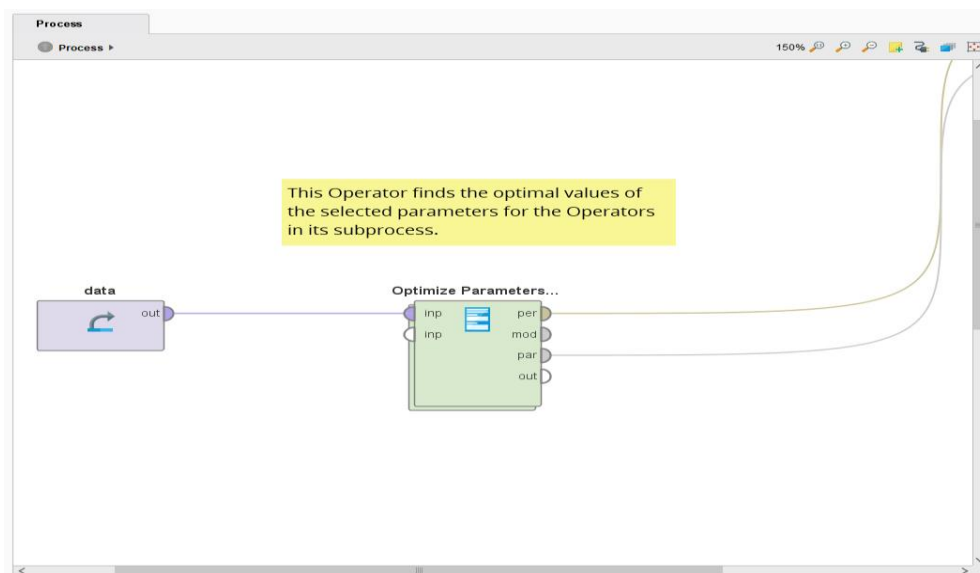 Process
Process
150%
This Operator finds the optimal values of
the selected parameters for the Operators
in its subprocess.
data
out
Optimize Parameters...
inp
per
inp
mod
par
out